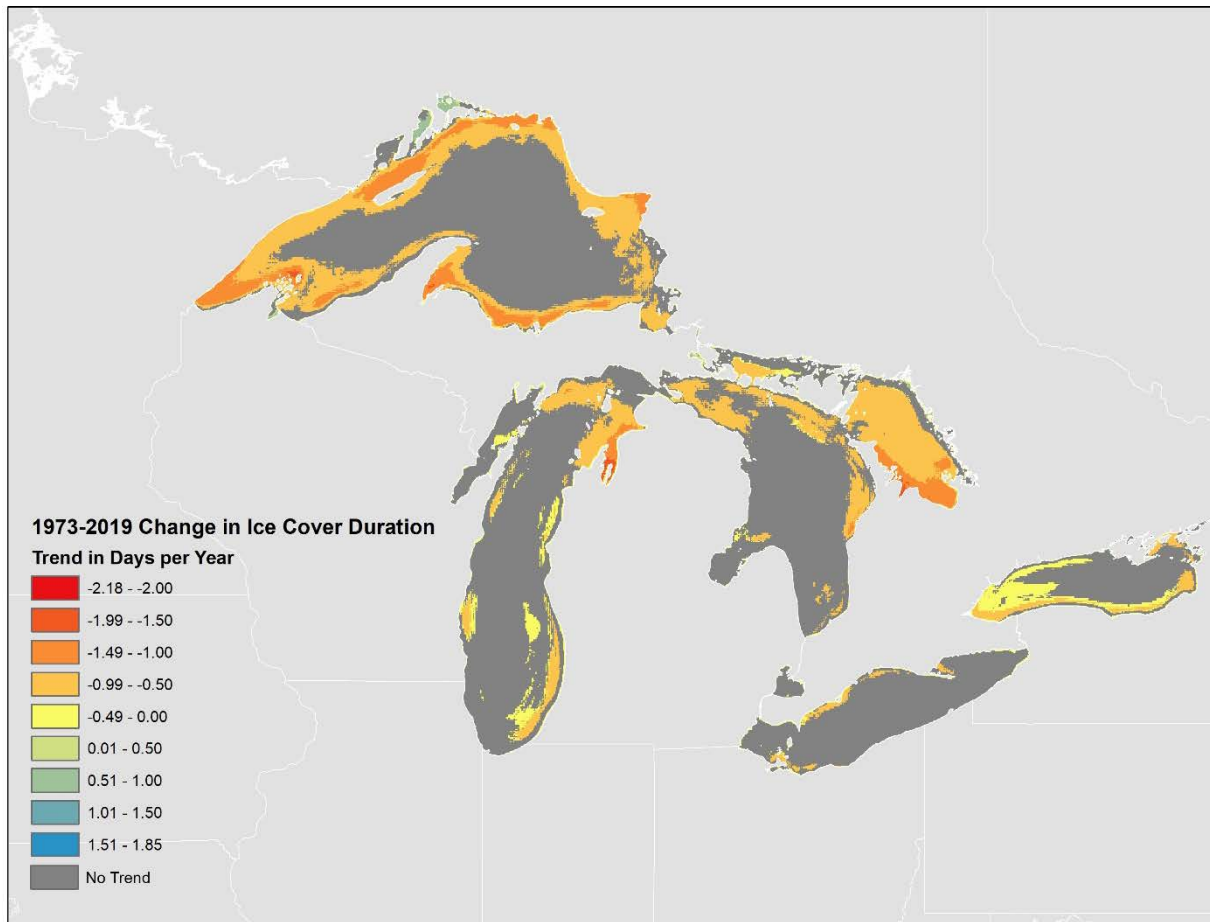 1973-2019 Change in Ice Cover Duration
Trend in Days per Year
-2.18 - -2.00
-1.99 - -1.50
-1.49 - -1.00
-0.99 - -0.50
-0.49 - 0.00
0.01 - 0.50
0.51 - 1.00
1.01 - 1.50
1.51 - 1.85
No Trend